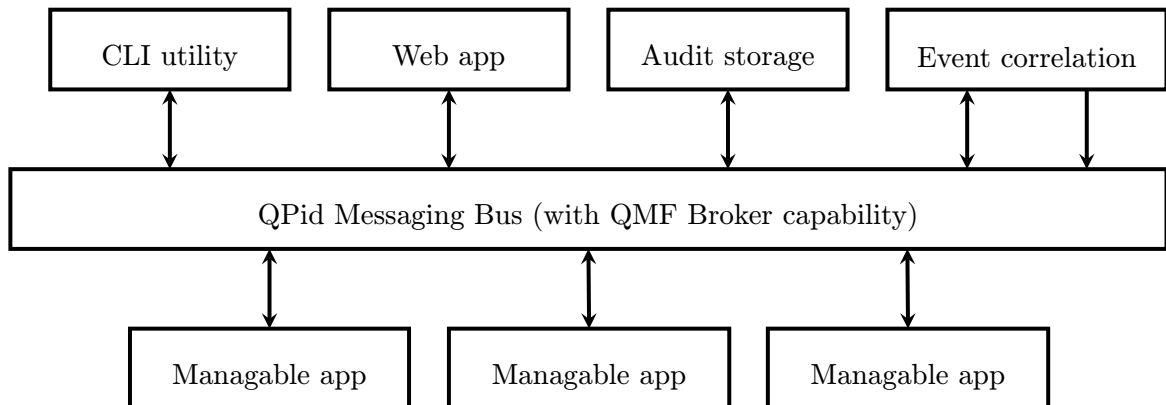 CLI utility
Web app
Audit storage
Event correlation
QPid Messaging Bus (with QMF Broker capability)
Managable app
Managable app
Managable app